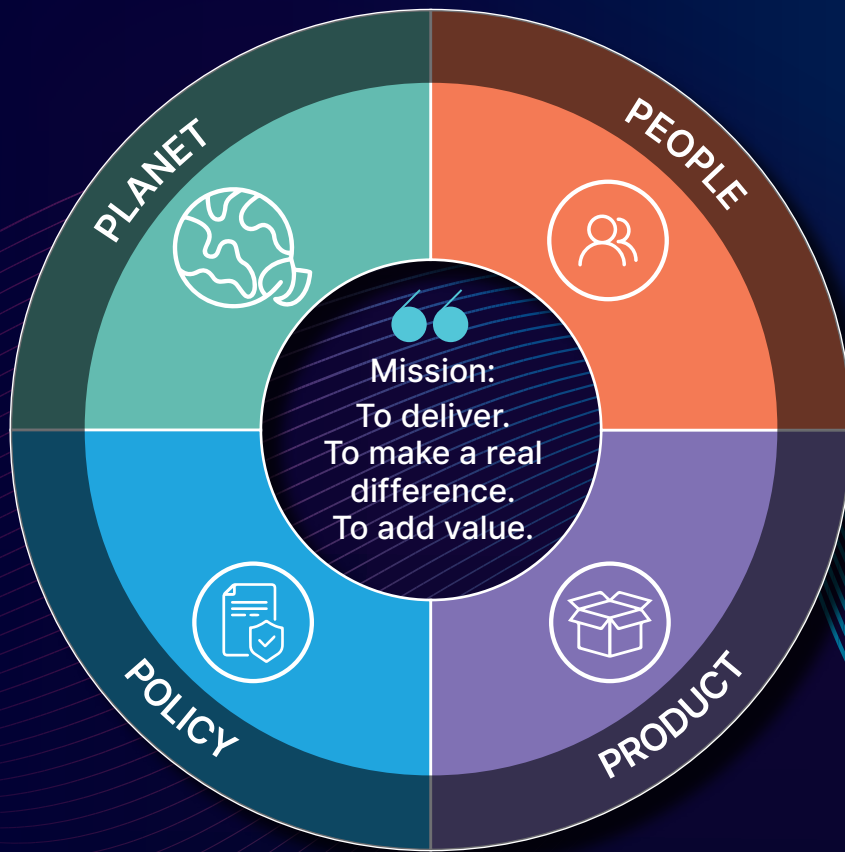 PLANET
PEOPLE
Mission:
To deliver.
To make a real
difference.
To add value.
POLICY
PRODUCT